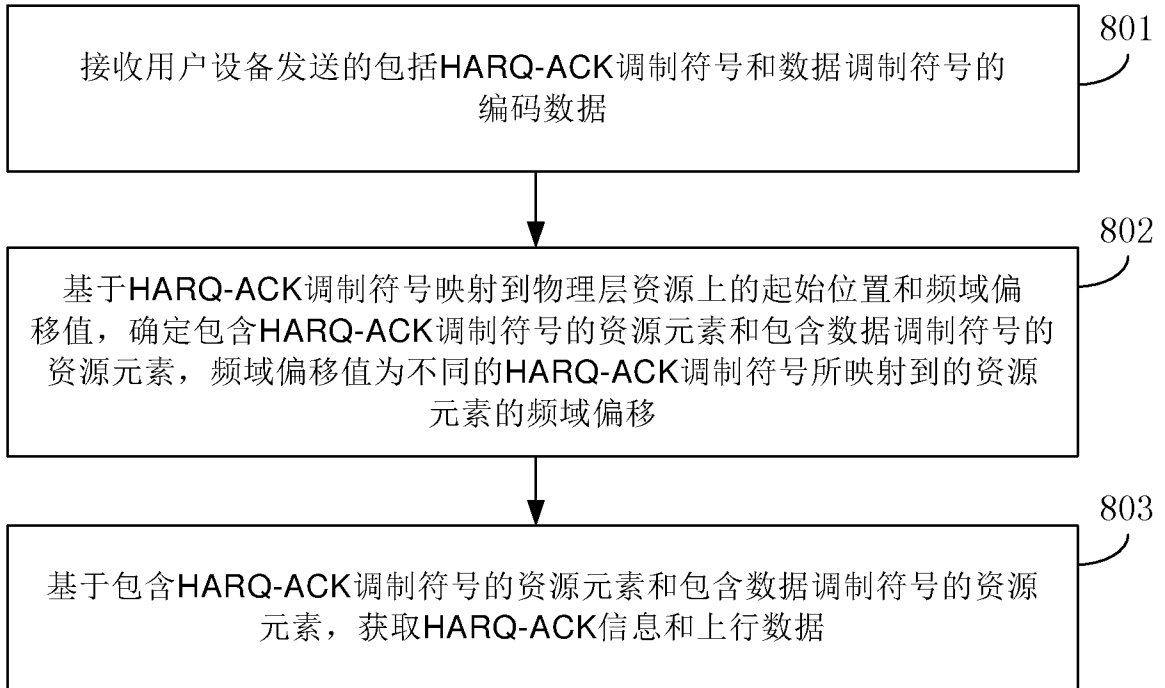 801
接收用户设备发送的包括HARQ-ACK调制符号和数据调制符号的
编码数据
802
基于HARQ-ACK调制符号映射到物理层资源上的起始位置和频域偏
移值，确定包含HARQ-ACK调制符号的资源元素和包含数据调制符号的
资源元素，频域偏移值为不同的HARQ-ACK调制符号所映射到的资源
元素的频域偏移
803
基于包含HARQ-ACK调制符号的资源元素和包含数据调制符号的资源
元素，获取HARQ-ACK信息和上行数据